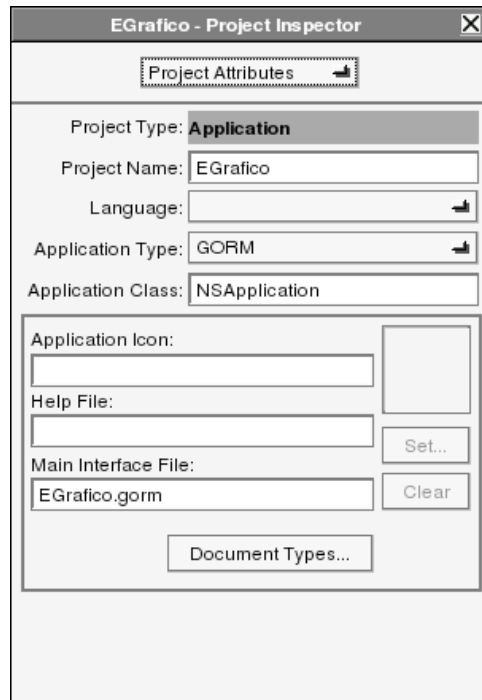 EGrafico - Project Inspector
Project Attributes
Project Type: Application
Project Name: EGrafico
Language:
Application Type: GORM
Application Class: NSApplication
Application Icon:
Help File:
Set...
Main Interface File:
EGrafico.gorm
Clear
Document Types...